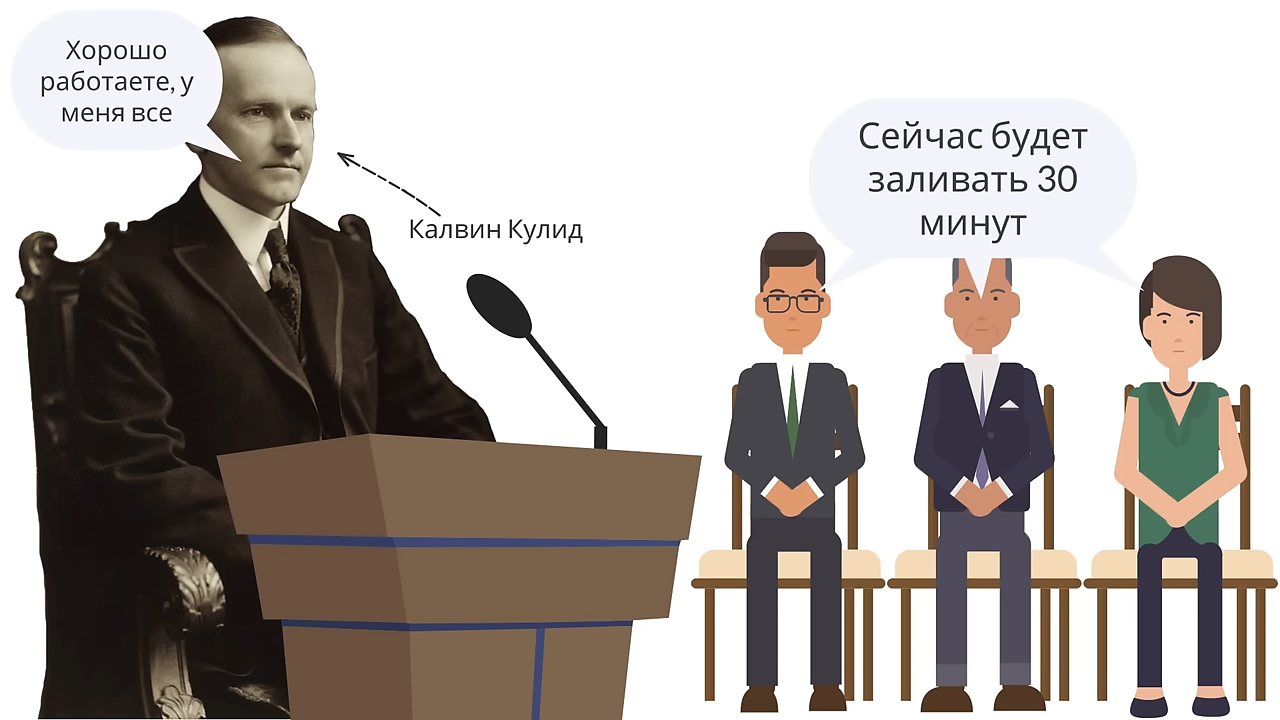 Хорошо
работаете, у
меня все
Калвин Кулид
Сейчас будет
заливать 30
минут